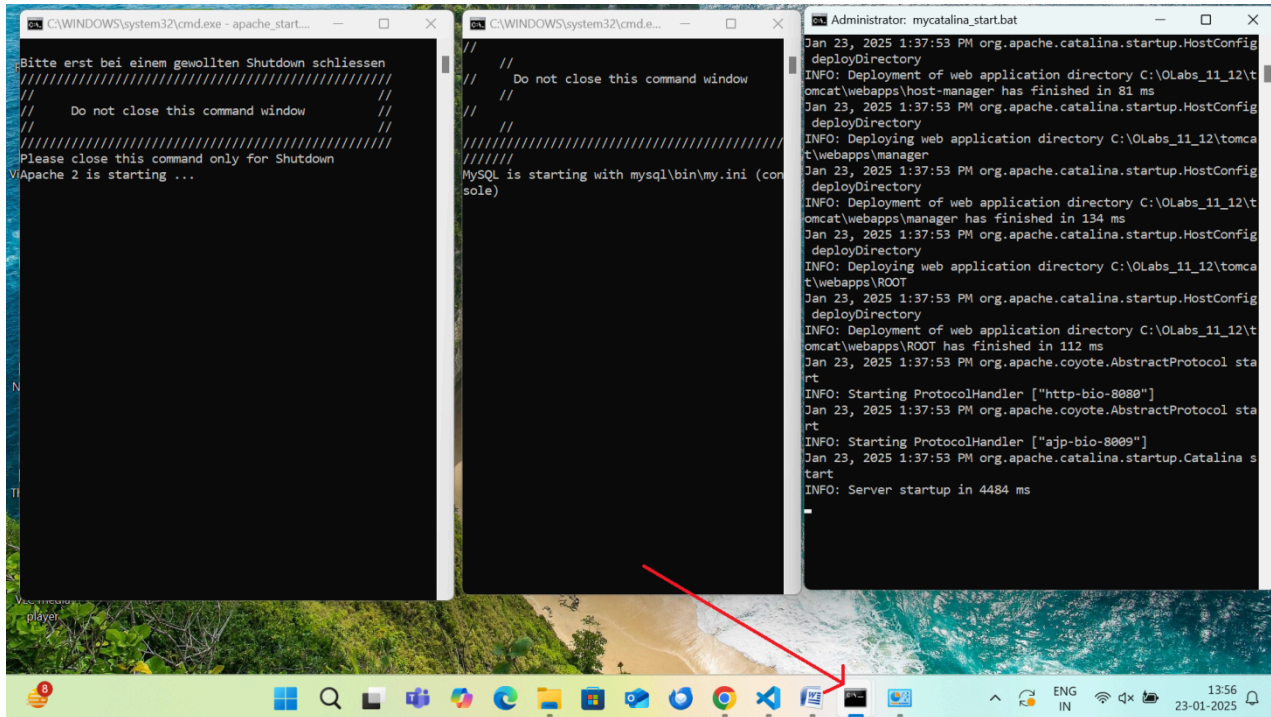 C:\WINDOWS\system32\cmd.exe - apache_start....
Bitte erst bei einem gewollten Shutdown schliessen
//////////////////////////////////////////////////
// //
// Do not close this command window //
// //
//////////////////////////////////////////////////
Please close this command only for Shutdown
Apache 2 is starting ...
C:\WINDOWS\system32\cmd.e...
//
//
// Do not close this command window
//
//
//
///////////////////////////////////////////
///////
MySQL is starting with mysql\bin\my.ini (con
sole)
Administrator: mycatalina_start.bat
Jan 23, 2025 1:37:53 PM org.apache.catalina.startup.HostConfig
deployDirectory
INFO: Deployment of web application directory C:\OLabs_11_12\t
omcat\webapps\host-manager has finished in 81 ms
Jan 23, 2025 1:37:53 PM org.apache.catalina.startup.HostConfig
deployDirectory
INFO: Deploying web application directory C:\OLabs_11_12\tomca
t\webapps\manager
Jan 23, 2025 1:37:53 PM org.apache.catalina.startup.HostConfig
deployDirectory
INFO: Deployment of web application directory C:\OLabs_11_12\t
omcat\webapps\manager has finished in 134 ms
Jan 23, 2025 1:37:53 PM org.apache.catalina.startup.HostConfig
deployDirectory
INFO: Deploying web application directory C:\OLabs_11_12\tomca
t\webapps\ROOT
Jan 23, 2025 1:37:53 PM org.apache.catalina.startup.HostConfig
deployDirectory
INFO: Deployment of web application directory C:\OLabs_11_12\t
omcat\webapps\ROOT has finished in 112 ms
Jan 23, 2025 1:37:53 PM org.apache.coyote.AbstractProtocol sta
rt
INFO: Starting ProtocolHandler ["http-bio-8080"]
Jan 23, 2025 1:37:53 PM org.apache.coyote.AbstractProtocol sta
rt
INFO: Starting ProtocolHandler ["ajp-bio-8009"]
Jan 23, 2025 1:37:53 PM org.apache.catalina.startup.Catalina s
tart
INFO: Server startup in 4484 ms
player
8
ENG
IN
13:56
23-01-2025